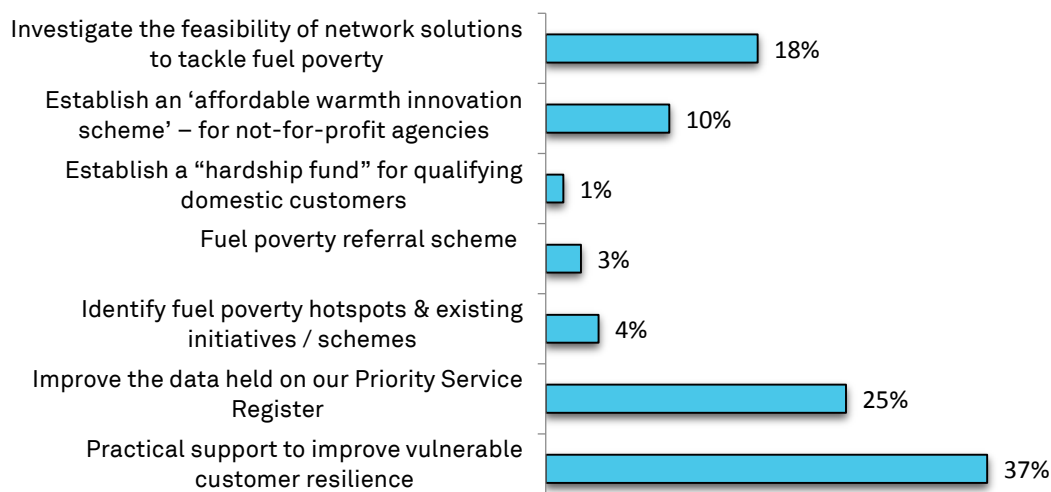 Investigate the feasibility of network solutions
to tackle fuel poverty
18%
Establish an ‘affordable warmth innovation
scheme’ – for not-for-profit agencies
10%
Establish a “hardship fund” for qualifying
domestic customers
1%
Fuel poverty referral scheme
3%
Identify fuel poverty hotspots & existing
initiatives / schemes
4%
Improve the data held on our Priority Service
Register
25%
Practical support to improve vulnerable
customer resilience
37%